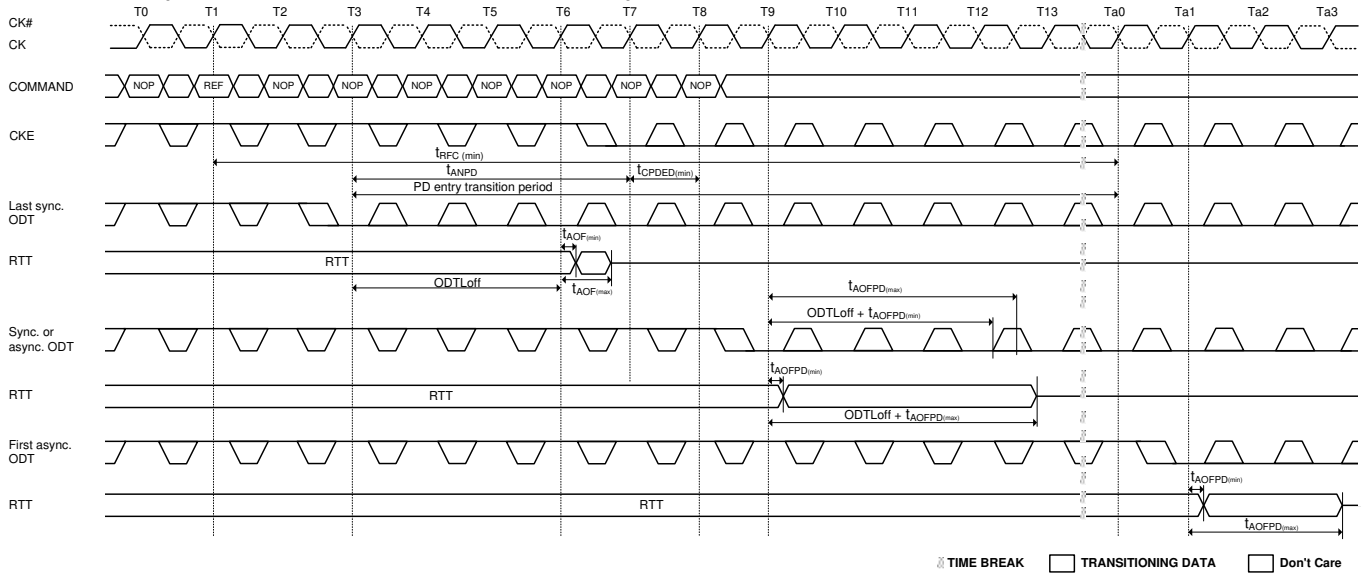 T0 T1 T2 T3 T4 T5 T6 T7 T8 T9 T10 T11 T12 T13 Ta0 Ta1 Ta2 Ta3
CK#
CK
COMMAND NOP REF NOP NOP NOP NOP NOP NOP NOP
CKE
tRFC (min)
tANPD tCPDED(min)
PD entry transition period
Last sync.
ODT
tAOF(min)
RTT RTT
ODTLoff tAOF(max)
tAOFPD(max)
ODTLoff + tAOFPD(min)
Sync. or
async. ODT
tAOFPD(min)
RTT RTT
ODTLoff + tAOFPD(max)
First async.
ODT
tAOFPD(min)
RTT RTT
tAOFPD(max)
TIME BREAK TRANSITIONING DATA Don't Care